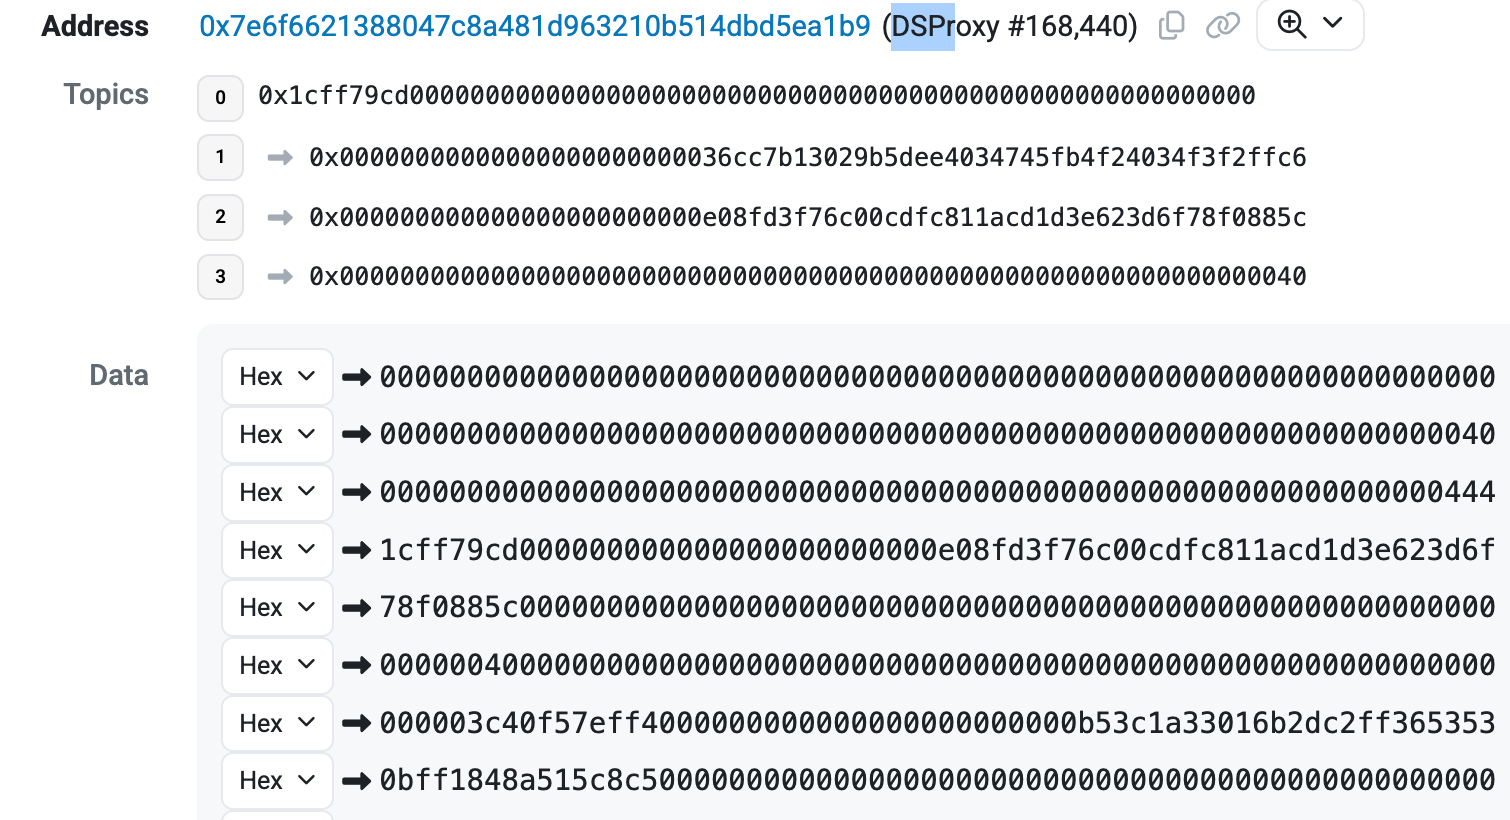 Address 0x7e6f6621388047c8a481d963210b514dbd5ea1b9 (DSProxy #168,440)
Topics 0 0x1cff79cd00000000000000000000000000000000000000000000000000000000
1 0x00000000000000000000000036cc7b13029b5dee4034745fb4f24034f3f2ffc6
2 0x000000000000000000000000e08fd3f76c00cdfc811acd1d3e623d6f78f0885c
3 0x0000000000000000000000000000000000000000000000000000000000000040
Data Hex 0000000000000000000000000000000000000000000000000000000000000000
Hex 0000000000000000000000000000000000000000000000000000000000000040
Hex 0000000000000000000000000000000000000000000000000000000000000444
Hex 1cff79cd000000000000000000000000e08fd3f76c00cdfc811acd1d3e623d6f
Hex 78f0885c00000000000000000000000000000000000000000000000000000000
Hex 0000004000000000000000000000000000000000000000000000000000000000
Hex 000003c40f57eff4000000000000000000000000b53c1a33016b2dc2ff365353
Hex 0bff1848a515c8c5000000000000000000000000000000000000000000000000